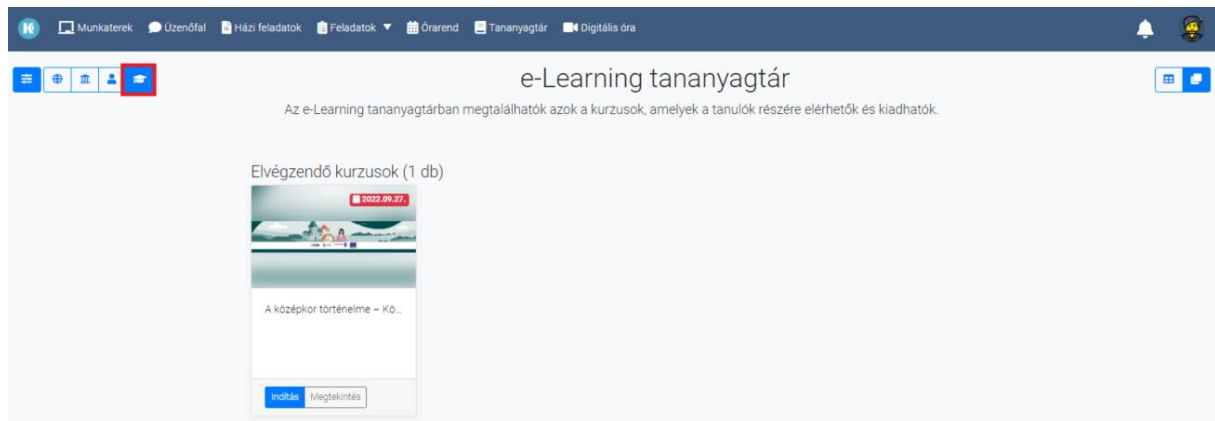 K Munkaterek Üzenőfal Házi feladatok Feladatok ▼ Órarend Tananyagtár Digitális óra
e-Learning tananyagtár
Az e-Learning tananyagtárban megtalálhatók azok a kurzusok, amelyek a tanulók részére elérhetők és kiadhatók.
Elvégzendő kurzusok (1 db)
2022.09.27.
A középkor történelme – Kö...
Indítás Megtekintés